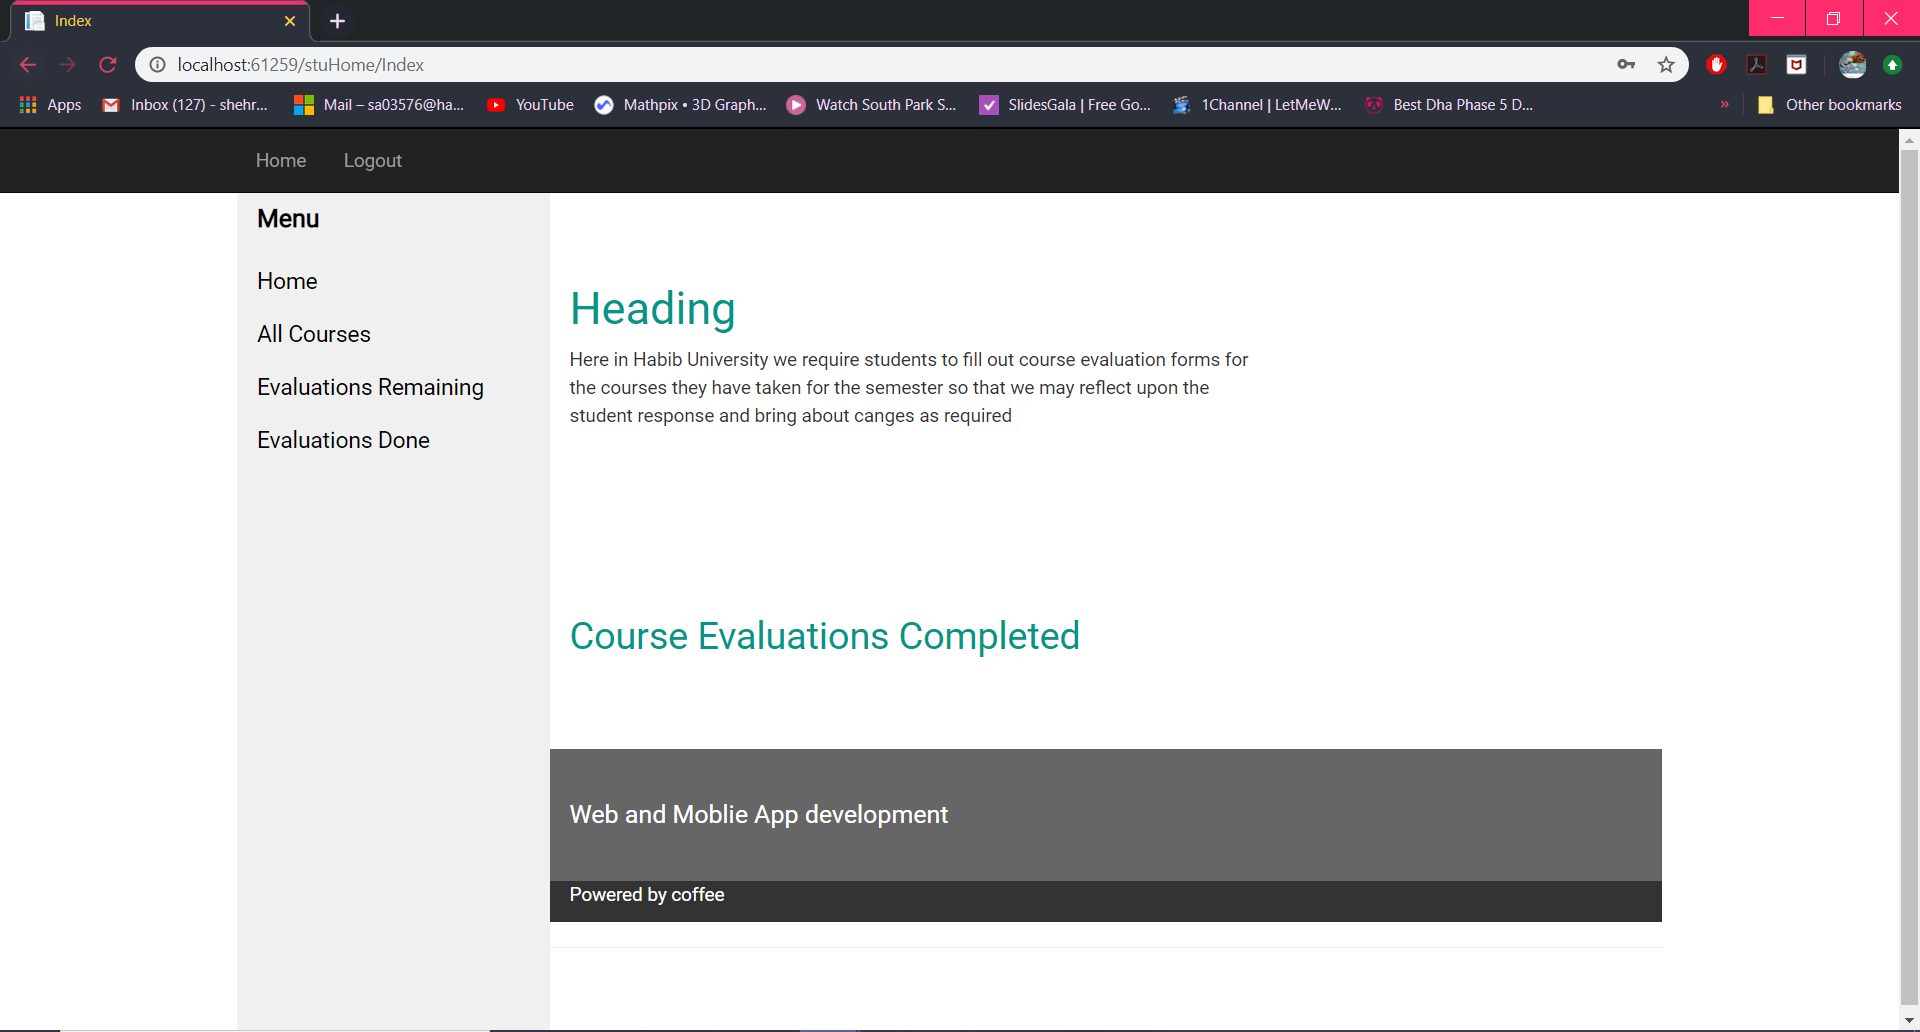 Index
localhost:61259/stuHome/Index
Apps
Inbox (127) - shehr...
Mail – sa03576@ha...
YouTube
Mathpix • 3D Graph...
Watch South Park S...
SlidesGala | Free Go...
1Channel | LetMeW...
Best Dha Phase 5 D...
»
Other bookmarks
Home Logout
Menu
Home
All Courses
Evaluations Remaining
Evaluations Done
Heading
Here in Habib University we require students to fill out course evaluation forms for
the courses they have taken for the semester so that we may reflect upon the
student response and bring about canges as required
Course Evaluations Completed
Web and Moblie App development
Powered by coffee